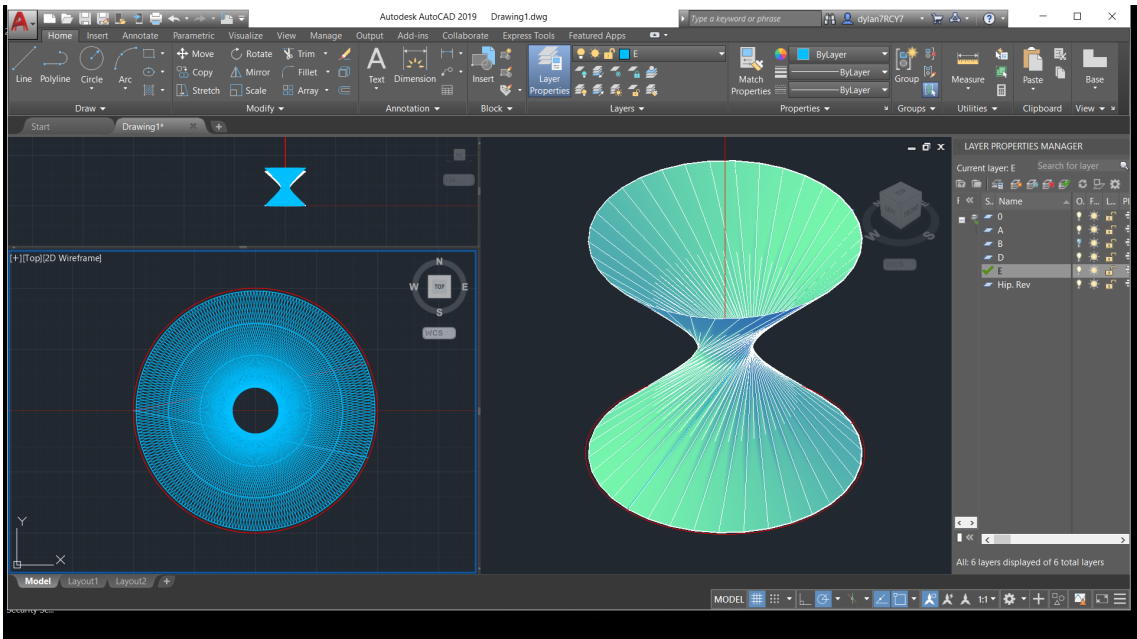 Autodesk AutoCAD 2019 Drawing1.dwg
Type a keyword or phrase
dylan7RCY7
Home Insert Annotate Parametric Visualize View Manage Output Add-ins Collaborate Express Tools Featured Apps
Line Polyline Circle Arc
Move Rotate Trim
Copy Mirror Fillet
Stretch Scale Array
Text Dimension
Insert
Layer Properties
E
Match Properties
ByLayer
ByLayer
ByLayer
Group
Measure
Paste
Base
Draw Modify Annotation Block Layers Properties Groups Utilities Clipboard View
Start Drawing1*
LAYER PROPERTIES MANAGER
Current layer: E
Search for layer
S.. Name O. F... L...
0
A
B
D
E
Hip. Rev
All: 6 layers displayed of 6 total layers
[+][Top][2D Wireframe]
N
W TOP E
S
WCS
Y
X
TOP
W S
Model Layout1 Layout2 +
MODEL 1:1